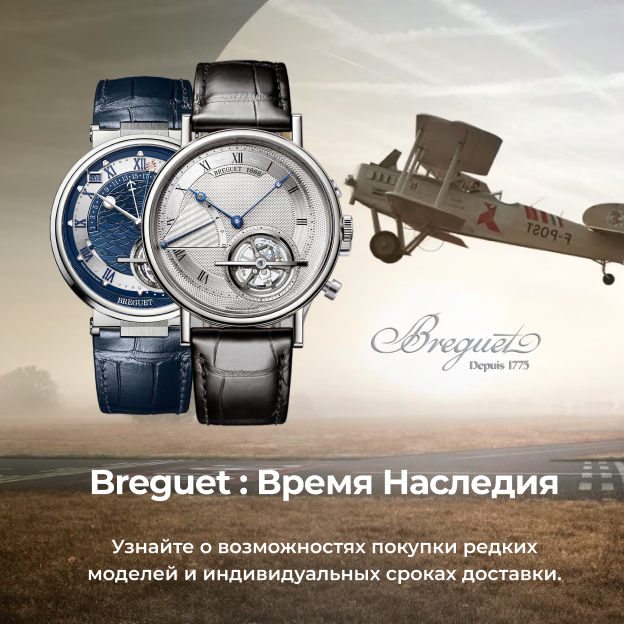 BREGUET
BREGUET 1888
F-POST
Breguet
Depuis 1775
Breguet : Время Наследия
Узнайте о возможностях покупки редких
моделей и индивидуальных сроках доставки.